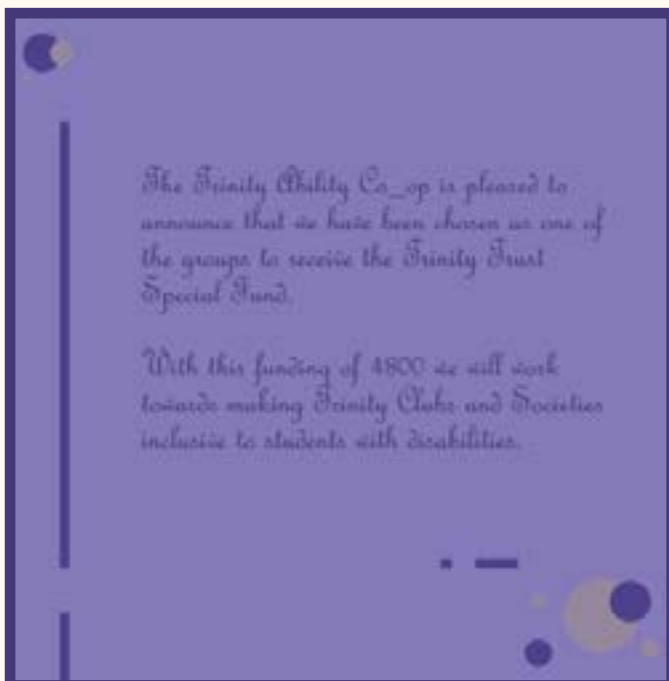 The Trinity Ability Co_op is pleased to
announce that we have been chosen as one of
the groups to receive the Trinity Trust
Special Fund.
With this funding of 4800 we will work
towards making Trinity Clubs and Societies
inclusive to students with disabilities.